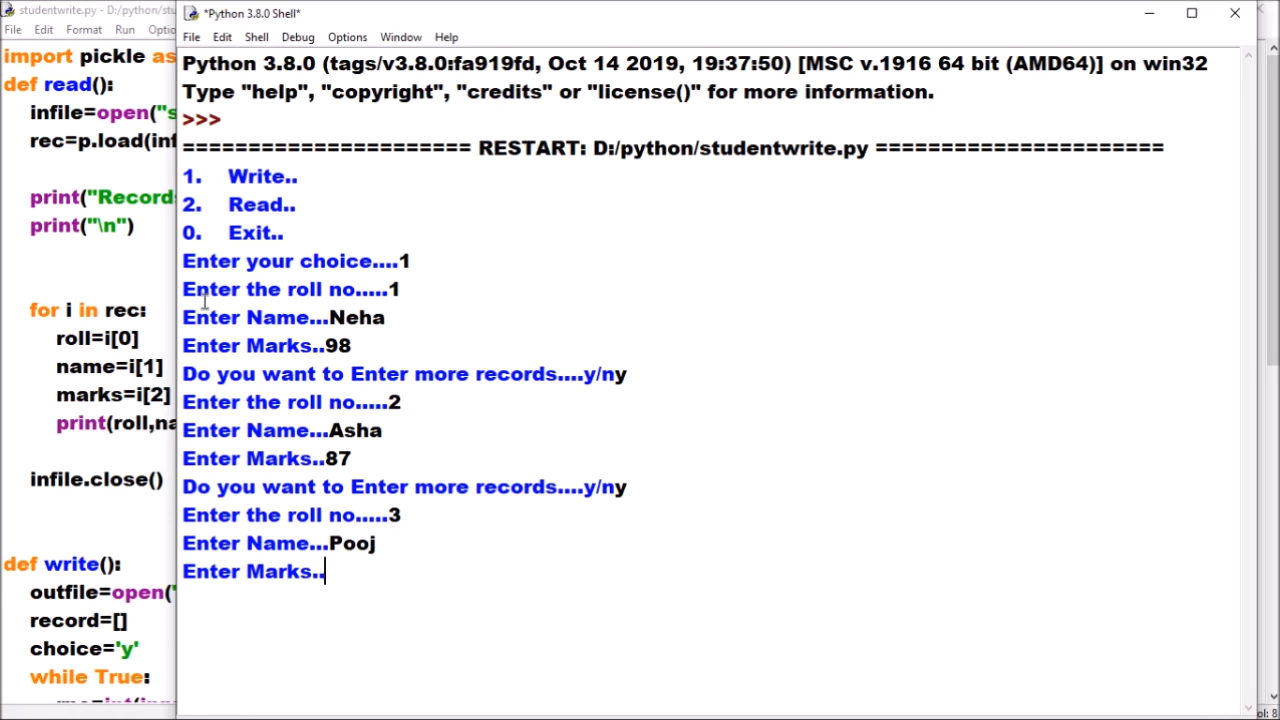 studentwrite.py - D:/python/stu
File Edit Format Run Optio
import pickle as
def read():
infile=open("s
rec=p.load(inf
print("Records
print("\n")
for i in rec:
roll=i[0]
name=i[1]
marks=i[2]
print(roll,na
infile.close()
def write():
outfile=open("
record=[]
choice='y'
while True:
*Python 3.8.0 Shell*
File Edit Shell Debug Options Window Help
Python 3.8.0 (tags/v3.8.0:fa919fd, Oct 14 2019, 19:37:50) [MSC v.1916 64 bit (AMD64)] on win32
Type "help", "copyright", "credits" or "license()" for more information.
>>>
====================== RESTART: D:/python/studentwrite.py ======================
1. Write..
2. Read..
0. Exit..
Enter your choice....1
Enter the roll no.....1
Enter Name...Neha
Enter Marks..98
Do you want to Enter more records....y/ny
Enter the roll no.....2
Enter Name...Asha
Enter Marks..87
Do you want to Enter more records....y/ny
Enter the roll no.....3
Enter Name...Pooj
Enter Marks..
ol: 8